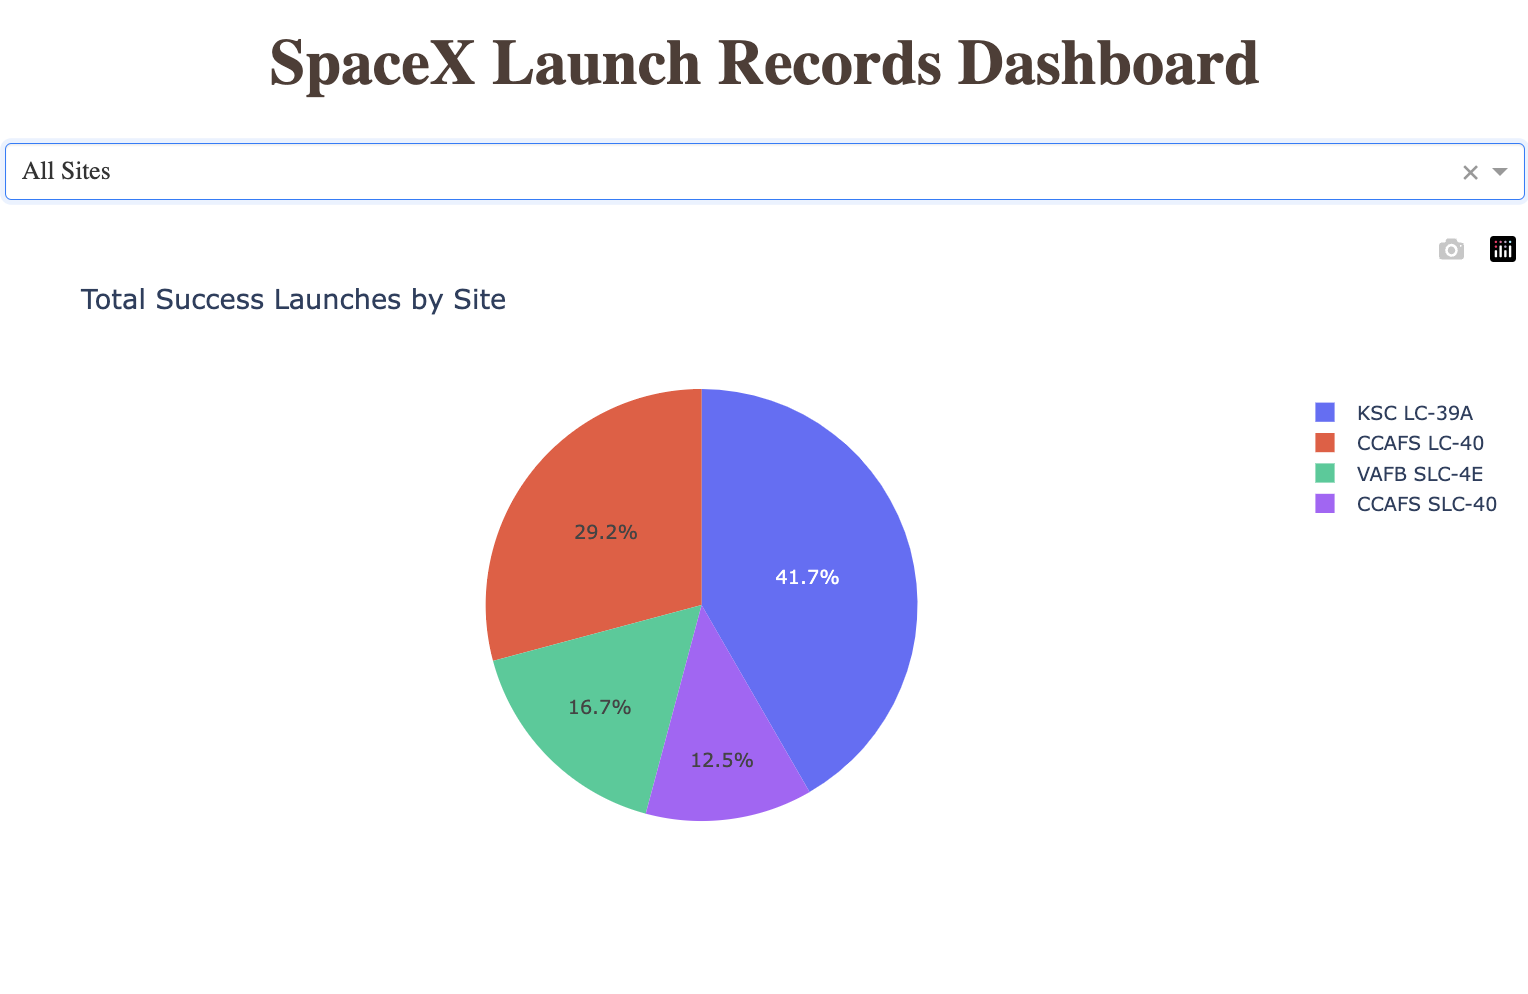 SpaceX Launch Records Dashboard
All Sites
Total Success Launches by Site
KSC LC-39A
CCAFS LC-40
VAFB SLC-4E
CCAFS SLC-40
29.2%
41.7%
16.7%
12.5%